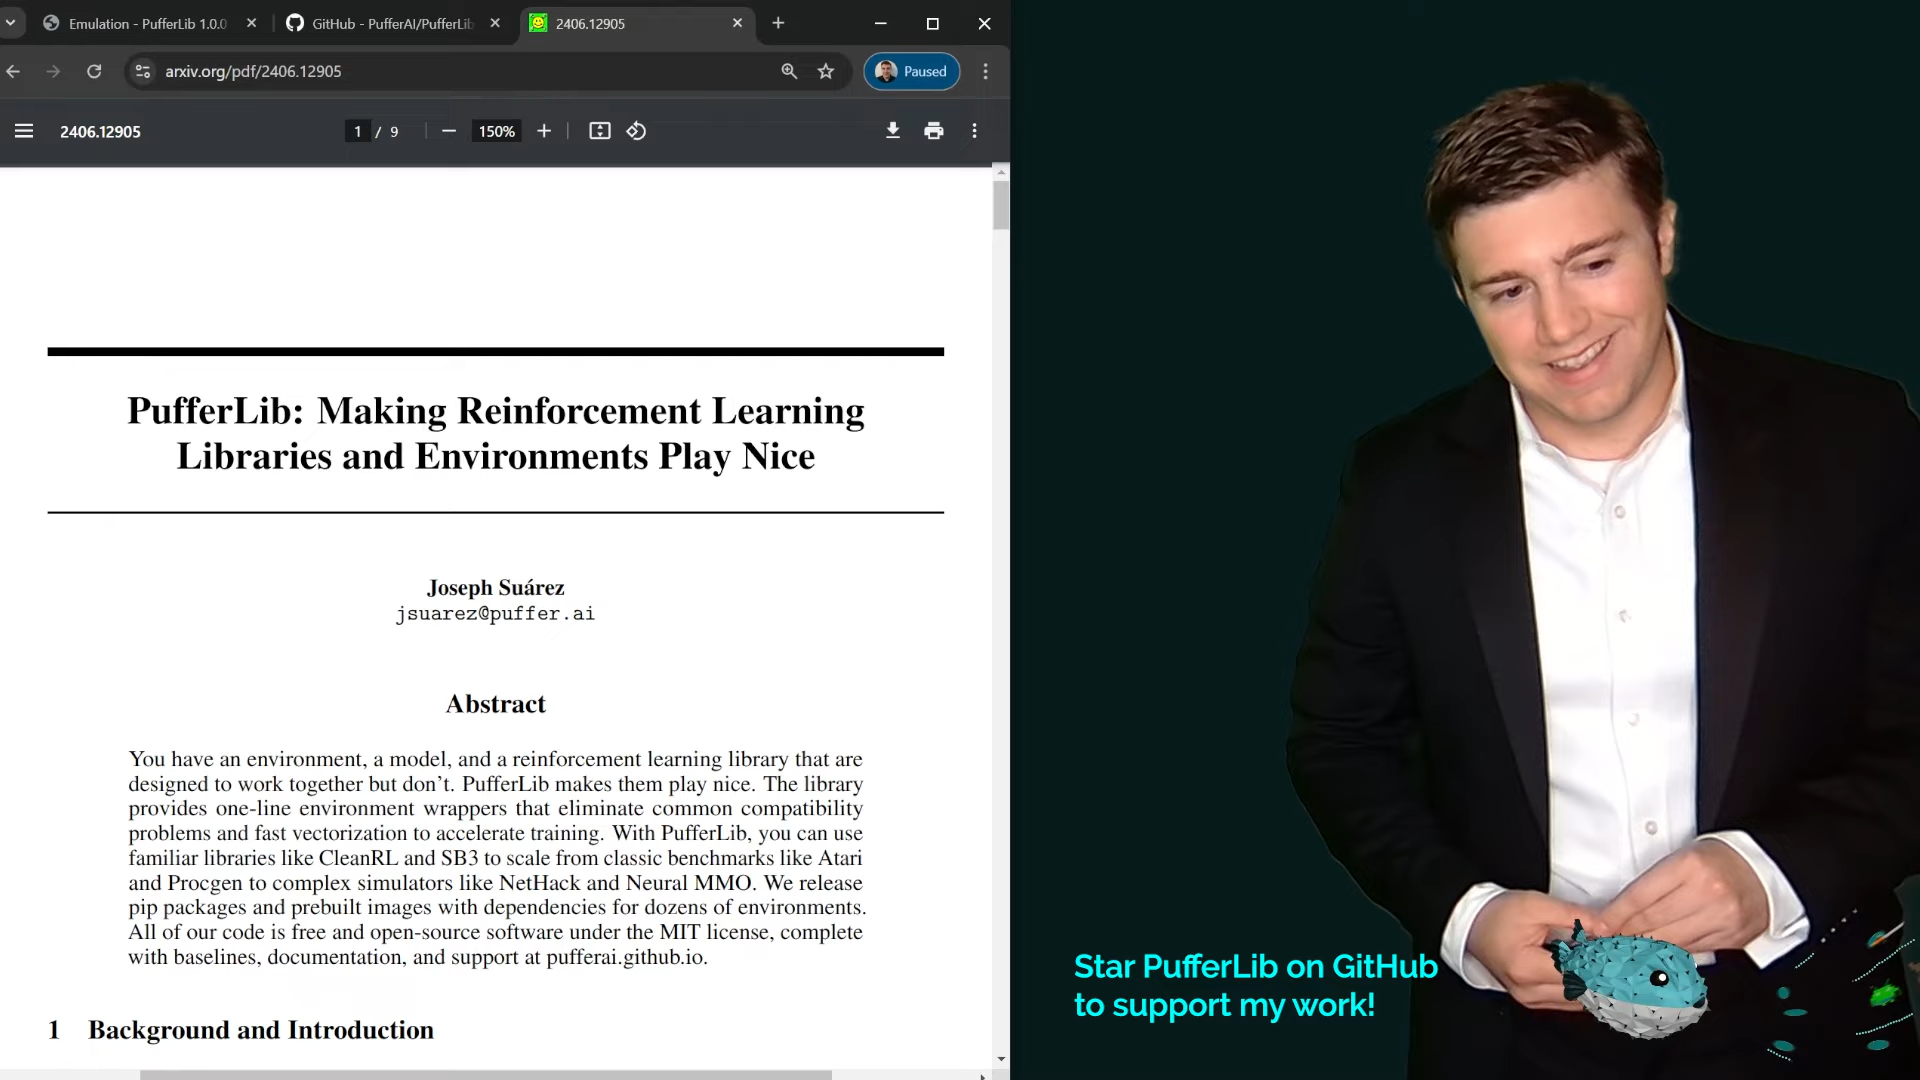 Emulation - PufferLib 1.0.0
GitHub - PufferAI/PufferLib
2406.12905
arxiv.org/pdf/2406.12905
Paused
2406.12905
1 / 9
150%
PufferLib: Making Reinforcement Learning
Libraries and Environments Play Nice
Joseph Suárez
jsuarez@puffer.ai
Abstract
You have an environment, a model, and a reinforcement learning library that are
designed to work together but don’t. PufferLib makes them play nice. The library
provides one-line environment wrappers that eliminate common compatibility
problems and fast vectorization to accelerate training. With PufferLib, you can use
familiar libraries like CleanRL and SB3 to scale from classic benchmarks like Atari
and Procgen to complex simulators like NetHack and Neural MMO. We release
pip packages and prebuilt images with dependencies for dozens of environments.
All of our code is free and open-source software under the MIT license, complete
with baselines, documentation, and support at pufferai.github.io.
1 Background and Introduction
Star PufferLib on GitHub
to support my work!